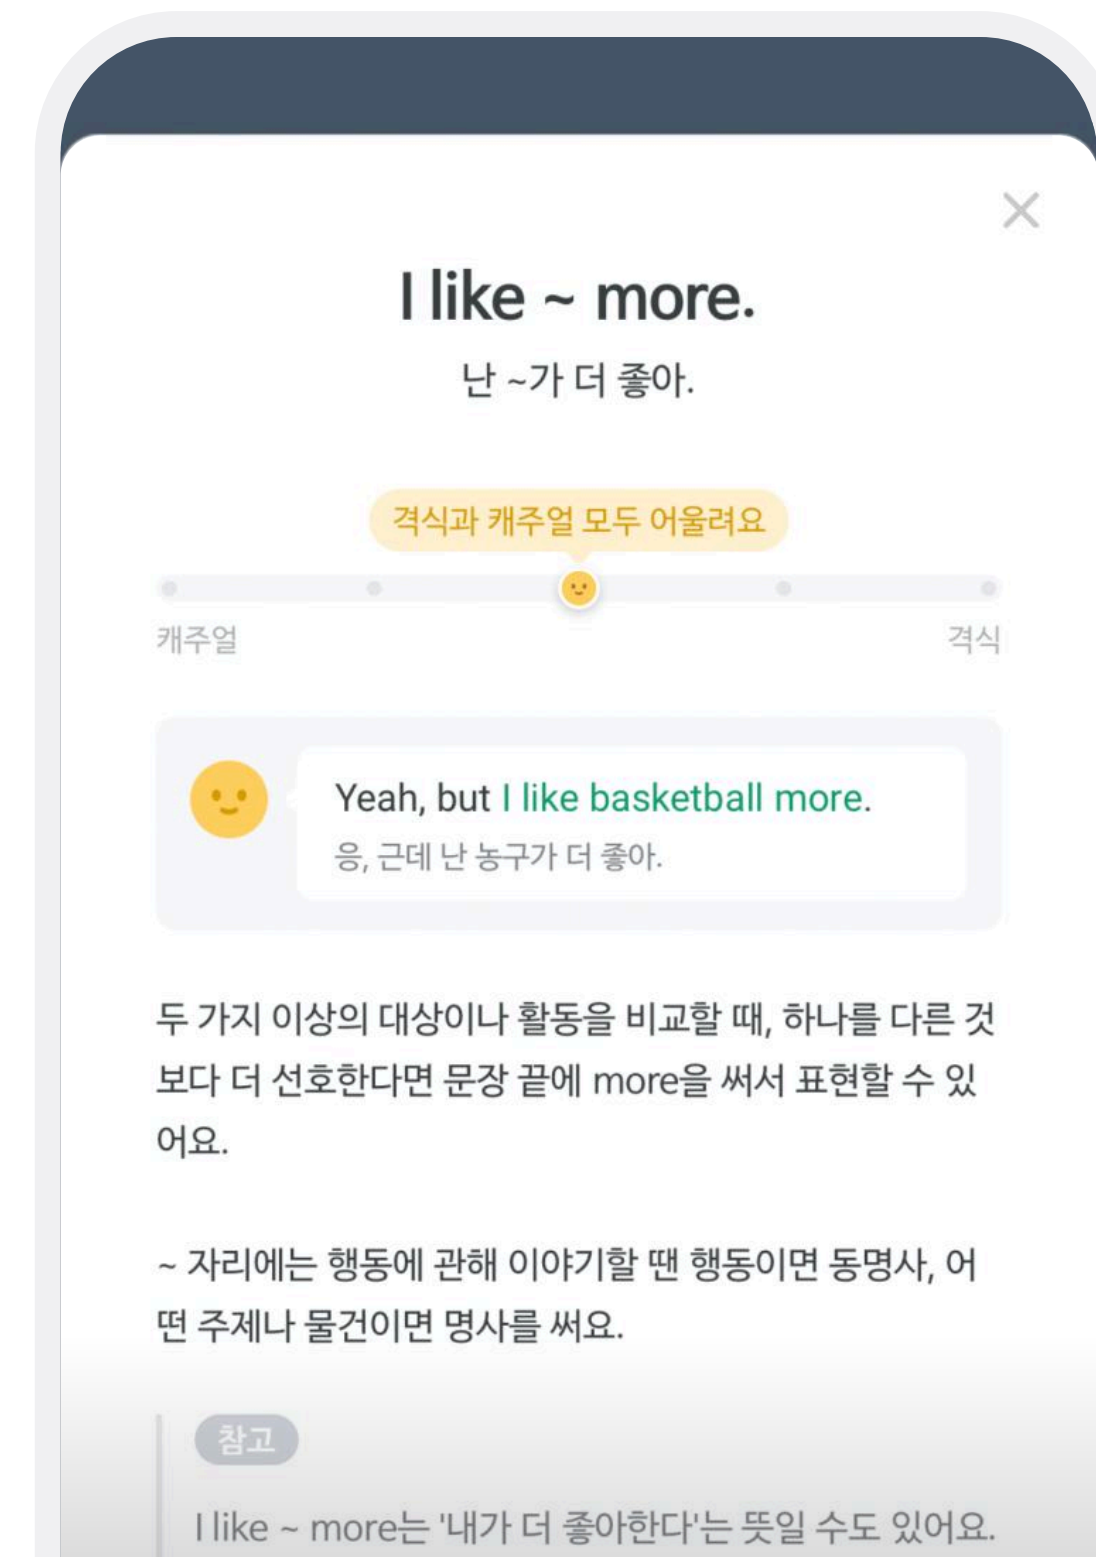 I like ~ more.
난 ~가 더 좋아.
격식과 캐주얼 모두 어울려요
캐주얼
격식
Yeah, but I like basketball more.
응, 근데 난 농구가 더 좋아.
두 가지 이상의 대상이나 활동을 비교할 때, 하나를 다른 것
보다 더 선호한다면 문장 끝에 more을 써서 표현할 수 있
어요.
~ 자리에는 행동에 관해 이야기할 땐 행동이면 동명사, 어
떤 주제나 물건이면 명사를 써요.
참고
I like ~ more는 '내가 더 좋아한다'는 뜻일 수도 있어요.